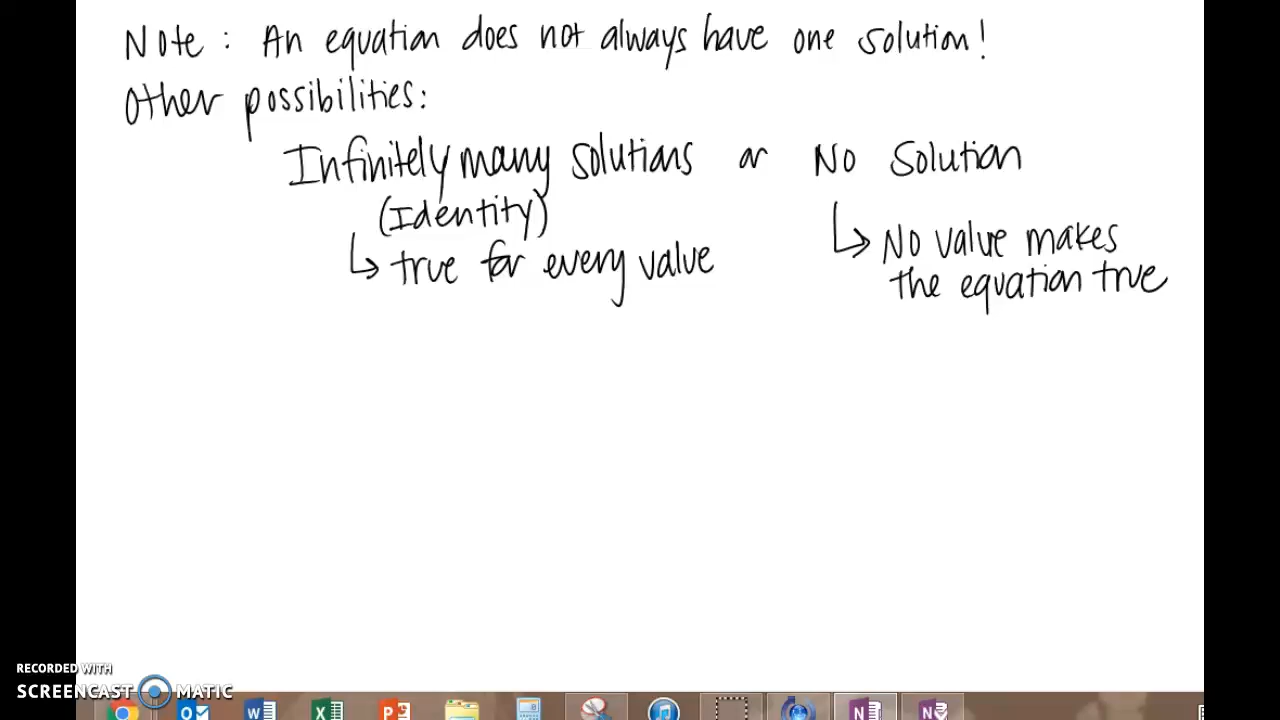 Note: An equation does not always have one solution!
Other possibilities:
Infinitely many solutions or No Solution
(Identity)
↳ true for every value
↳ No value makes
the equation true
RECORDED WITH
SCREENCAST MATIC